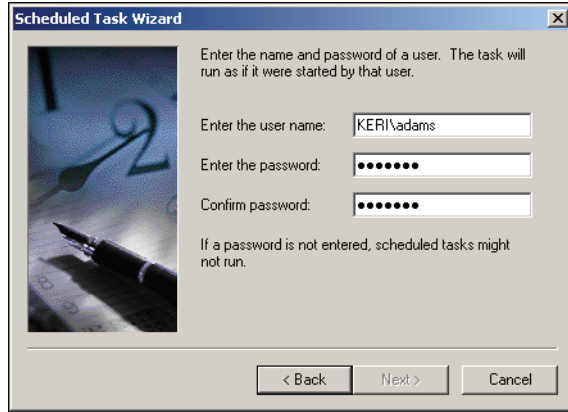 Scheduled Task Wizard
Enter the name and password of a user. The task will
run as if it were started by that user.
Enter the user name: KERI\adams
Enter the password: •••••••
Confirm password: •••••••
If a password is not entered, scheduled tasks might
not run.
< Back Next > Cancel